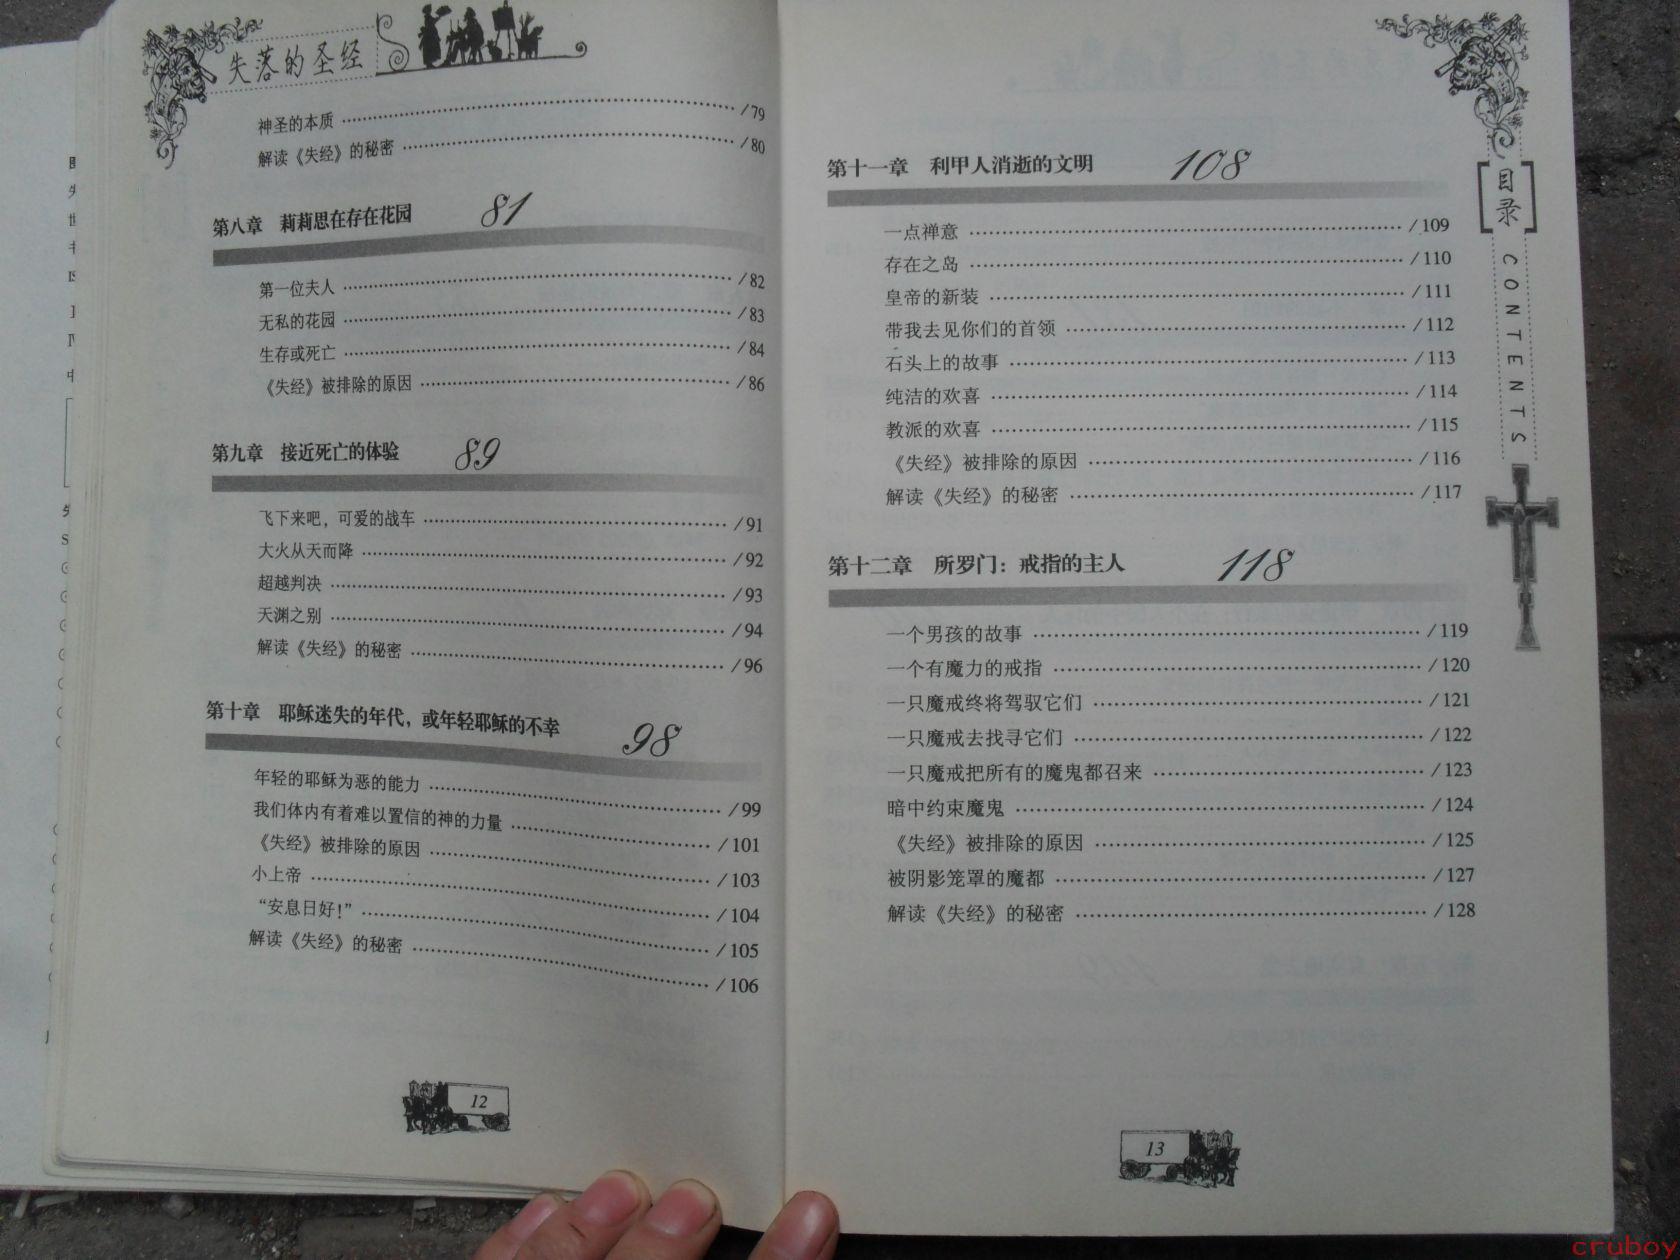 失落的圣经
神圣的本质 /79
解读《失经》的秘密 /80
第八章 莉莉思在存在花园 81
第一位夫人 /82
无私的花园 /83
生存或死亡 /84
《失经》被排除的原因 /86
第九章 接近死亡的体验 89
飞下来吧，可爱的战车 /91
大火从天而降 /92
超越判决 /93
天渊之别 /94
解读《失经》的秘密 /96
第十章 耶稣迷失的年代，或年轻耶稣的不幸 98
年轻的耶稣为恶的能力 /99
我们体内有着难以置信的神的力量 /101
《失经》被排除的原因 /103
小上帝 /104
“安息日好！” /105
解读《失经》的秘密 /106
12
目录
CONTENTS
第十一章 利甲人消逝的文明 108
一点禅意 /109
存在之岛 /110
皇帝的新装 /111
带我去见你们的首领 /112
石头上的故事 /113
纯洁的欢喜 /114
教派的欢喜 /115
《失经》被排除的原因 /116
解读《失经》的秘密 /117
第十二章 所罗门：戒指的主人 118
一个男孩的故事 /119
一个有魔力的戒指 /120
一只魔戒终将驾驭它们 /121
一只魔戒去找寻它们 /122
一只魔戒把所有的魔鬼都召来 /123
暗中约束魔鬼 /124
《失经》被排除的原因 /125
被阴影笼罩的魔都 /127
解读《失经》的秘密 /128
13
cruboy